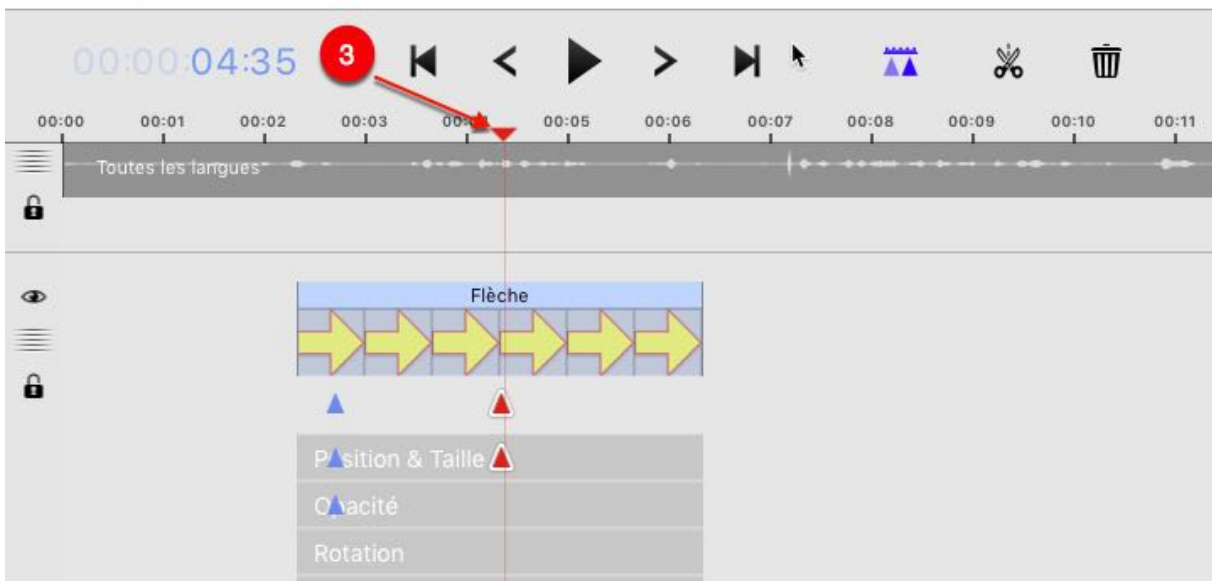 00:00:04:35
3
00:00 00:01 00:02 00:03 00:05 00:06 00:07 00:08 00:09 00:10 00:11
Toutes les langues
Flèche
Position & Taille
Opacité
Rotation